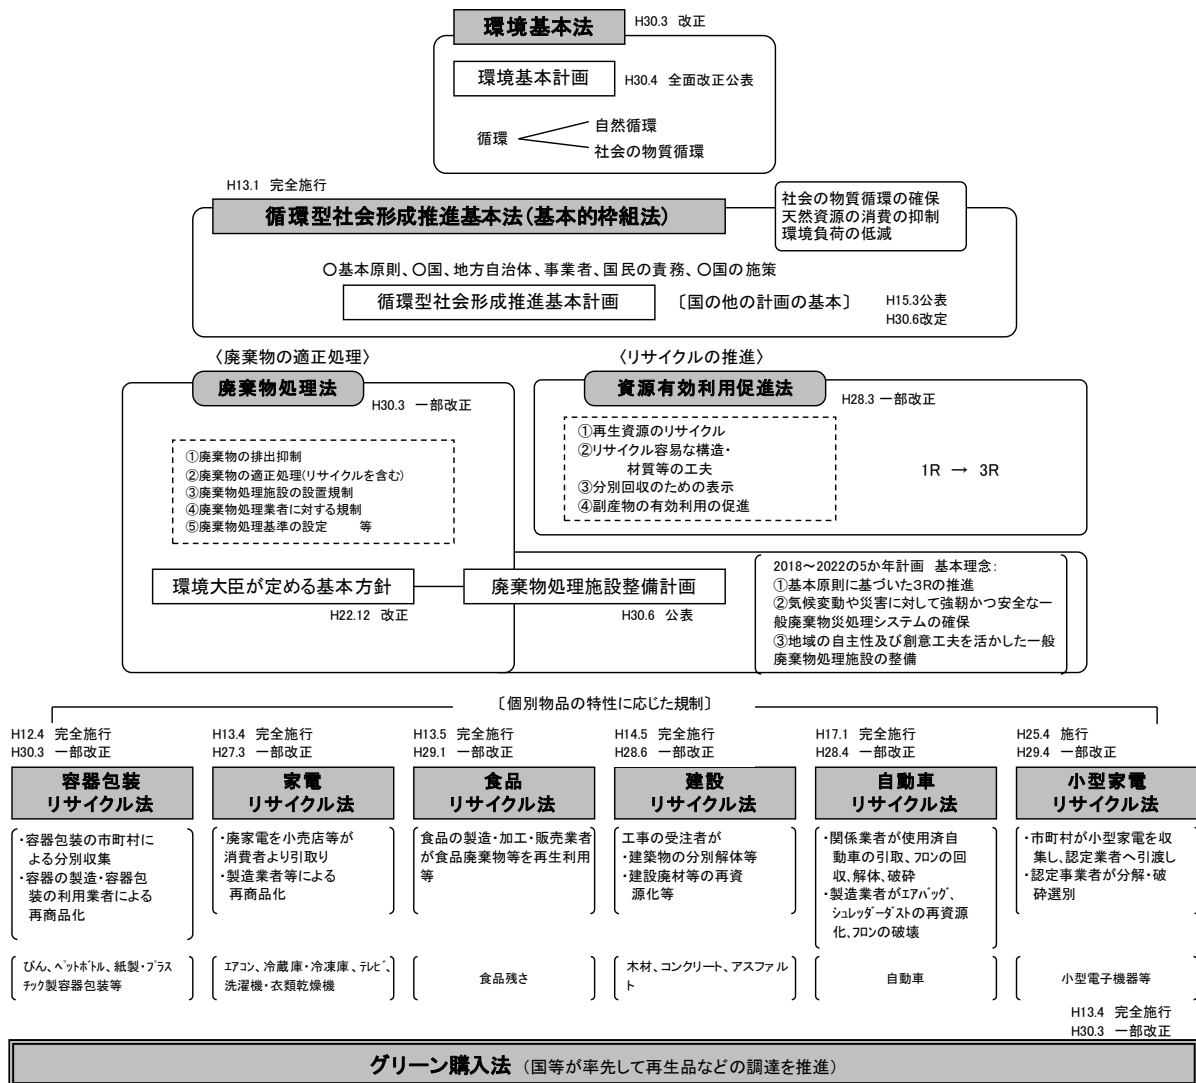 環境基本法
H30.3 改正
環境基本計画
H30.4 全面改正公表
循環
自然循環
社会の物質循環
H13.1 完全施行
循環型社会形成推進基本法(基本的枠組法)
社会の物質循環の確保
天然資源の消費の抑制
環境負荷の低減
○基本原則、○国、地方自治体、事業者、国民の責務、○国の施策
循環型社会形成推進基本計画
〔国の他の計画の基本〕
H15.3公表
H30.6改定
〈廃棄物の適正処理〉
廃棄物処理法
H30.3 一部改正
①廃棄物の排出抑制
②廃棄物の適正処理(リサイクルを含む)
③廃棄物処理施設の設置規制
④廃棄物処理業者に対する規制
⑤廃棄物処理基準の設定 等
〈リサイクルの推進〉
資源有効利用促進法
H28.3 一部改正
①再生資源のリサイクル
②リサイクル容易な構造・
材質等の工夫
③分別回収のための表示
④副産物の有効利用の促進
1R → 3R
環境大臣が定める基本方針
H22.12 改正
廃棄物処理施設整備計画
H30.6 公表
2018～2022の5か年計画 基本理念:
①基本原則に基づいた3Rの推進
②気候変動や災害に対して強靭かつ安全な一
般廃棄物災処理システムの確保
③地域の自主性及び創意工夫を活かした一般
廃棄物処理施設の整備
〔個別物品の特性に応じた規制〕
H12.4 完全施行
H30.3 一部改正
容器包装
リサイクル法
・容器包装の市町村に
よる分別収集
・容器の製造・容器包
装の利用業者による
再商品化
びん、ペットボトル、紙製・プラス
チック製容器包装等
H13.4 完全施行
H27.3 一部改正
家電
リサイクル法
・廃家電を小売店等が
消費者より引取り
・製造業者等による
再商品化
エアコン、冷蔵庫・冷凍庫、テレビ、
洗濯機・衣類乾燥機
H13.5 完全施行
H29.1 一部改正
食品
リサイクル法
食品の製造・加工・販売業者
が食品廃棄物等を再生利用
等
食品残さ
H14.5 完全施行
H28.6 一部改正
建設
リサイクル法
工事の受注者が
・建築物の分別解体等
・建設廃材等の再資
源化等
木材、コンクリート、アスファル
ト
H17.1 完全施行
H28.4 一部改正
自動車
リサイクル法
・関係業者が使用済自
動車の引取、フロンの回
収、解体、破砕
・製造業者がエアバッグ、
シュレッダーダストの再資源
化、フロンの破壊
自動車
H25.4 施行
H29.4 一部改正
小型家電
リサイクル法
・市町村が小型家電を収
集し、認定業者へ引渡し
・認定事業者が分解・破
砕選別
小型電子機器等
H13.4 完全施行
H30.3 一部改正
グリーン購入法 (国等が率先して再生品などの調達を推進)